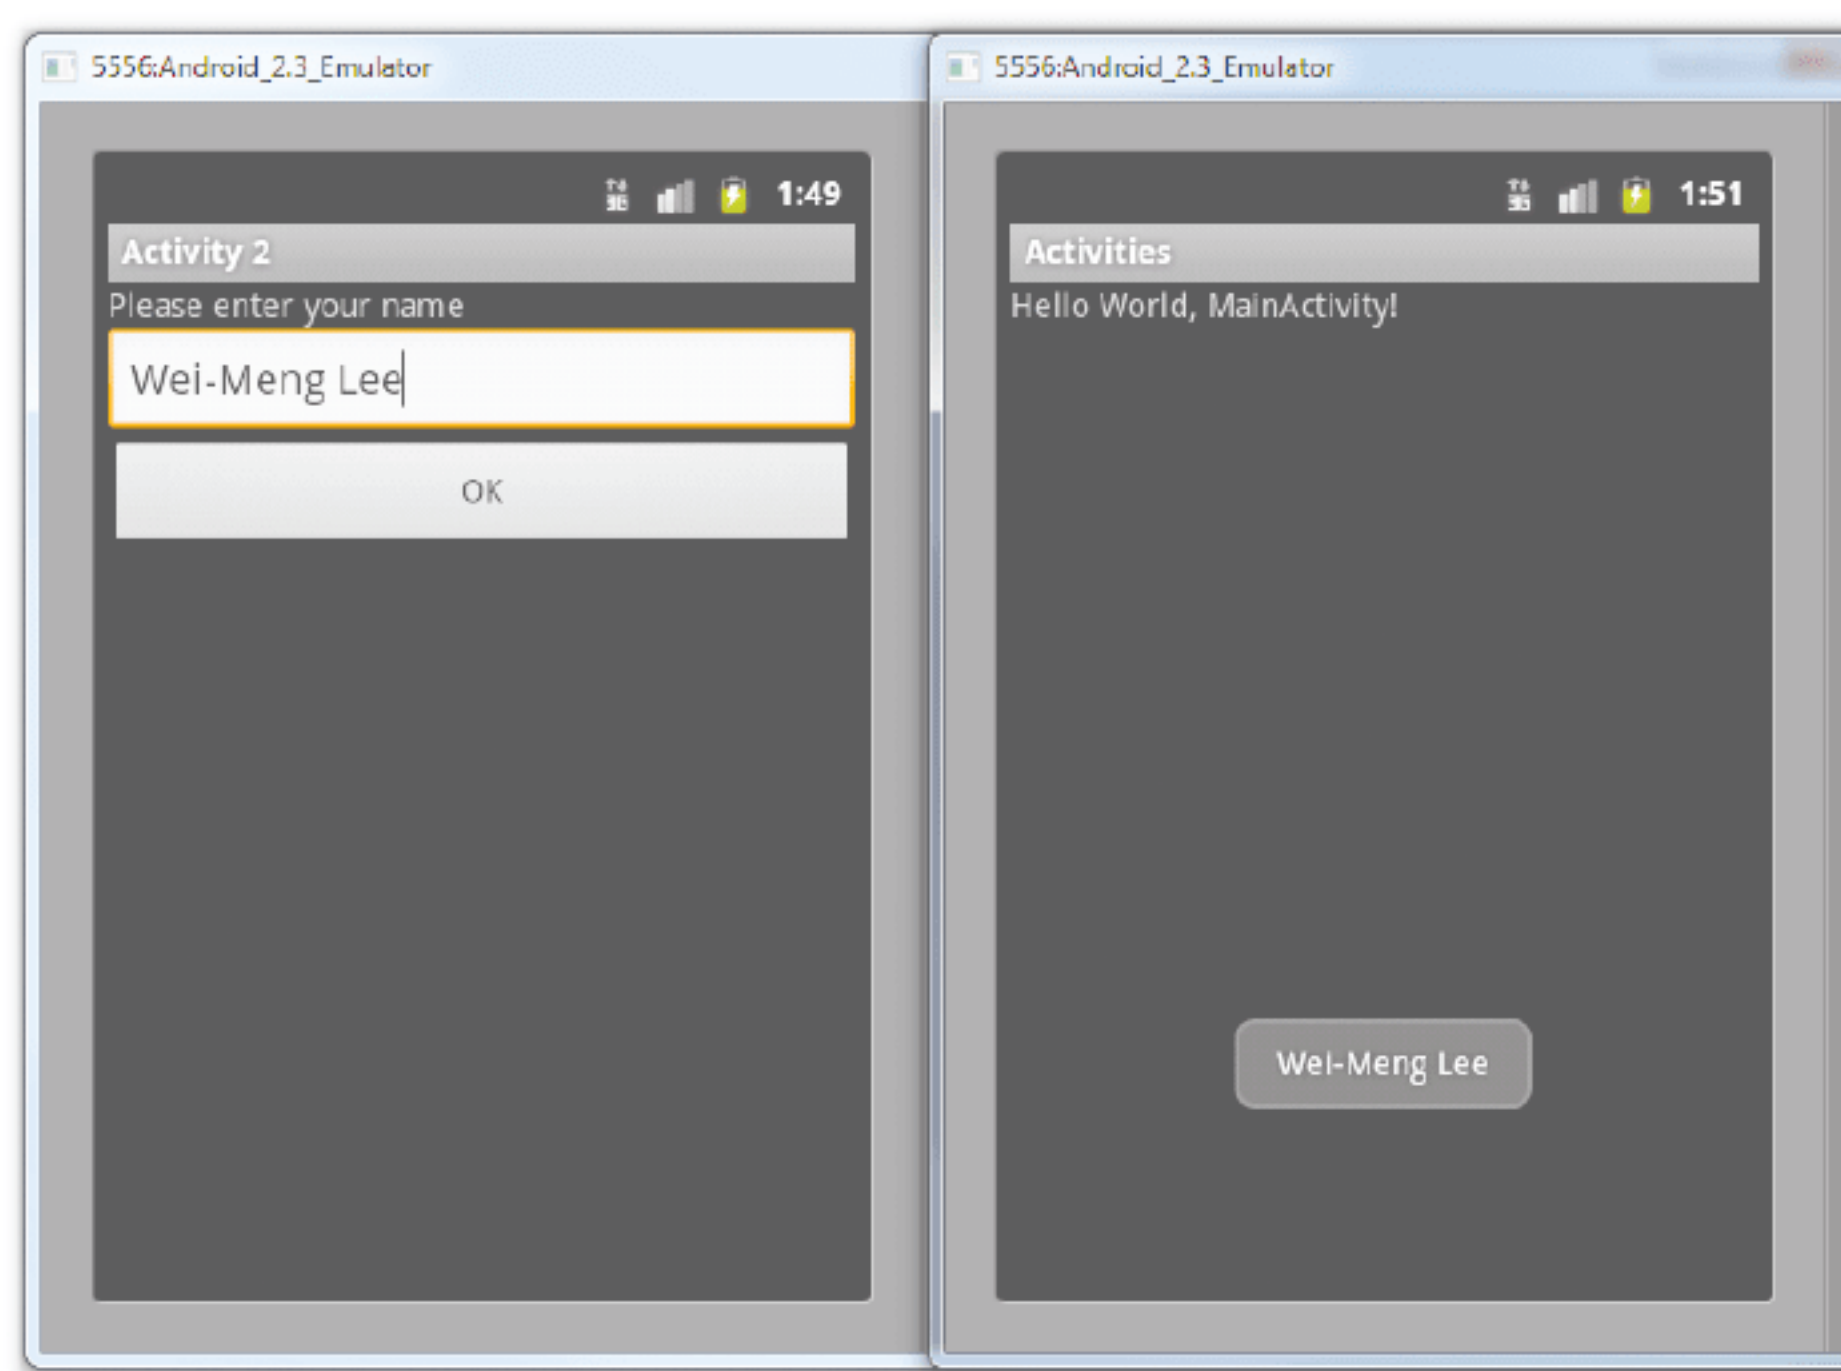 5556:Android_2.3_Emulator
1:49
Activity 2
Please enter your name
Wei-Meng Lee
OK
5556:Android_2.3_Emulator
1:51
Activities
Hello World, MainActivity!
Wei-Meng Lee